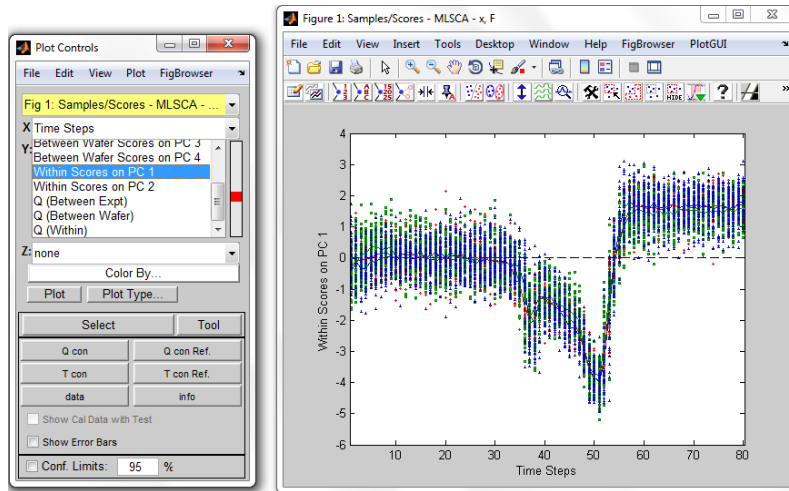 Plot Controls
File Edit View Plot FigBrowser
Fig 1: Samples/Scores - MLSCA - ...
X: Time Steps
Y:
Between Wafer Scores on PC 3
Between Wafer Scores on PC 4
Within Scores on PC 1
Within Scores on PC 2
Q (Between Expt)
Q (Between Wafer)
Q (Within)
Z: none
Color By...
Plot Plot Type...
Select Tool
Q con Q con Ref.
T con T con Ref.
data info
Show Cal Data with Test
Show Error Bars
Conf. Limits: 95 %
Figure 1: Samples/Scores - MLSCA - x, F
File Edit View Insert Tools Desktop Window Help FigBrowser PlotGUI
HIDE
4
3
2
1
0
-1
-2
-3
-4
-5
-6
Within Scores on PC 1
10 20 30 40 50 60 70 80
Time Steps